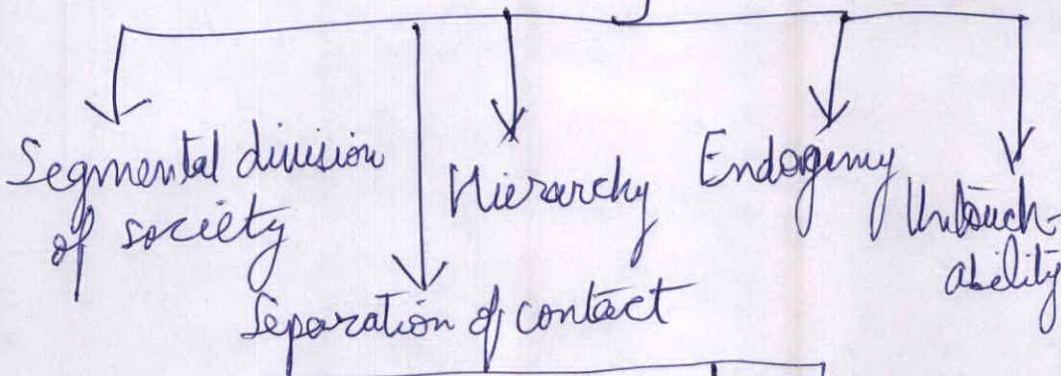 Segmental division
of society
Separation of contact
Hierarchy
Endogamy
Untouch-
ability